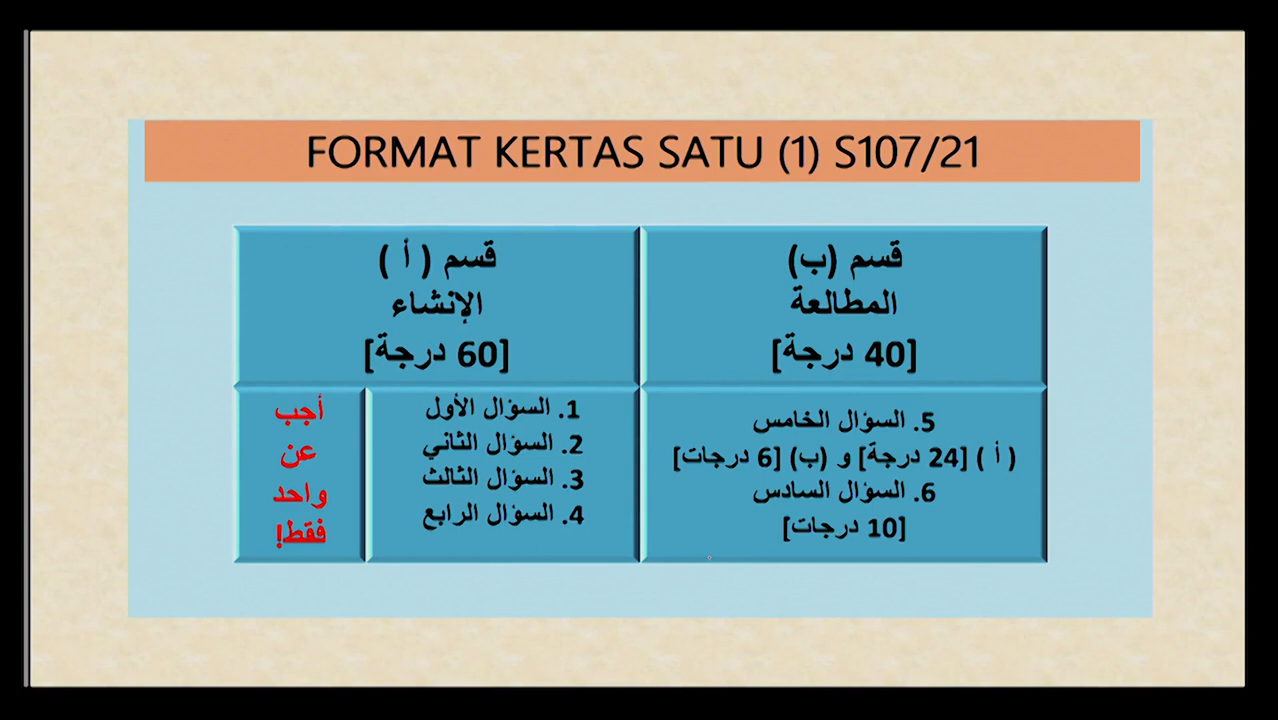 FORMAT KERTAS SATU (1) S107/21
قسم ( أ )
الإنشاء
[60 درجة]
قسم (ب)
المطالعة
[40 درجة]
أجب
عن
واحد
فقط!
1. السؤال الأول
2. السؤال الثاني
3. السؤال الثالث
4. السؤال الرابع
5. السؤال الخامس
( أ ) [24 درجة] و (ب) [6 درجات]
6. السؤال السادس
[10 درجات]